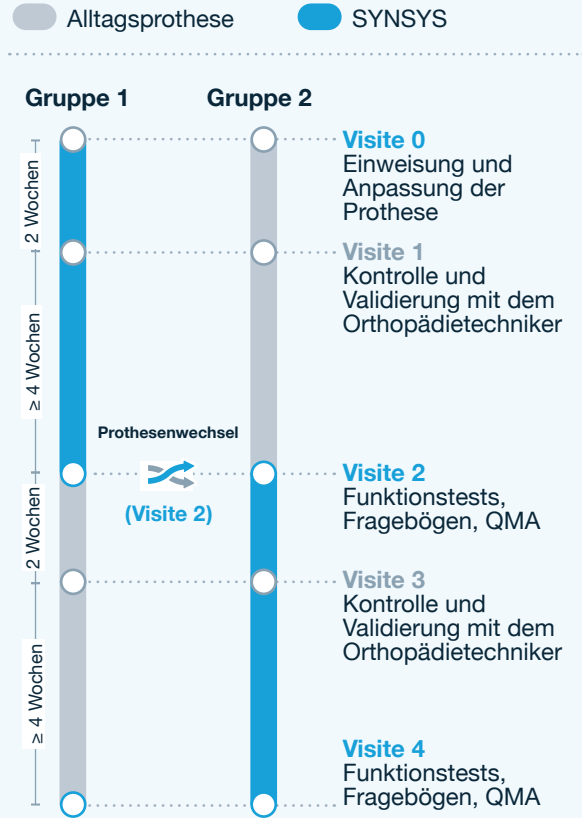 Alltagsprothese SYNSYS
Gruppe 1 Gruppe 2
Visite 0
Einweisung und
Anpassung der
Prothese
2 Wochen
Visite 1
Kontrolle und
Validierung mit dem
Orthopädietechniker
≥ 4 Wochen
Prothesenwechsel
(Visite 2)
Visite 2
Funktionstests,
Fragebögen, QMA
2 Wochen
Visite 3
Kontrolle und
Validierung mit dem
Orthopädietechniker
≥ 4 Wochen
Visite 4
Funktionstests,
Fragebögen, QMA